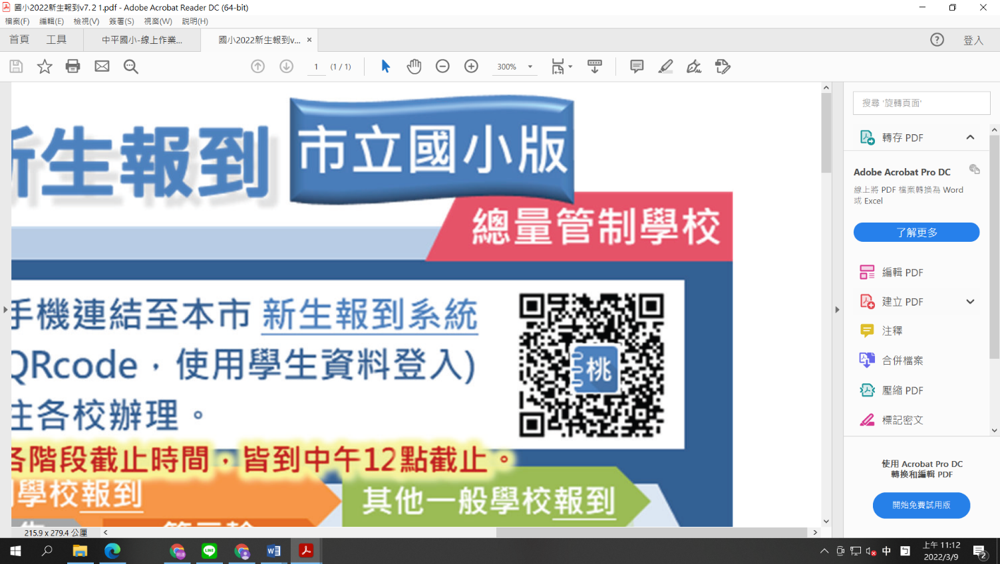 國小2022新生報到v7. 2 1.pdf - Adobe Acrobat Reader DC (64-bit)
檔案(F) 編輯(E) 檢視(V) 簽署(S) 視窗(W) 說明(H)
首頁 工具 中平國小-線上作業... 國小2022新生報到v... × 登入
1 (1 / 1) 300%
新生報到 市立國小版
總量管制學校
手機連結至本市 新生報到系統
QRcode，使用學生資料登入)
桃
往各校辦理。
各階段截止時間，皆到中午12點截止。
學校報到 其他一般學校報到
215.9 x 279.4 公厘
搜尋 '旋轉頁面'
轉存 PDF
Adobe Acrobat Pro DC
線上將 PDF 檔案轉換為 Word
或 Excel
了解更多
編輯 PDF
建立 PDF
注釋
合併檔案
壓縮 PDF
標記密文
使用 Acrobat Pro DC
轉換和編輯 PDF
開始免費試用版
中 上午 11:12
2022/3/9
2